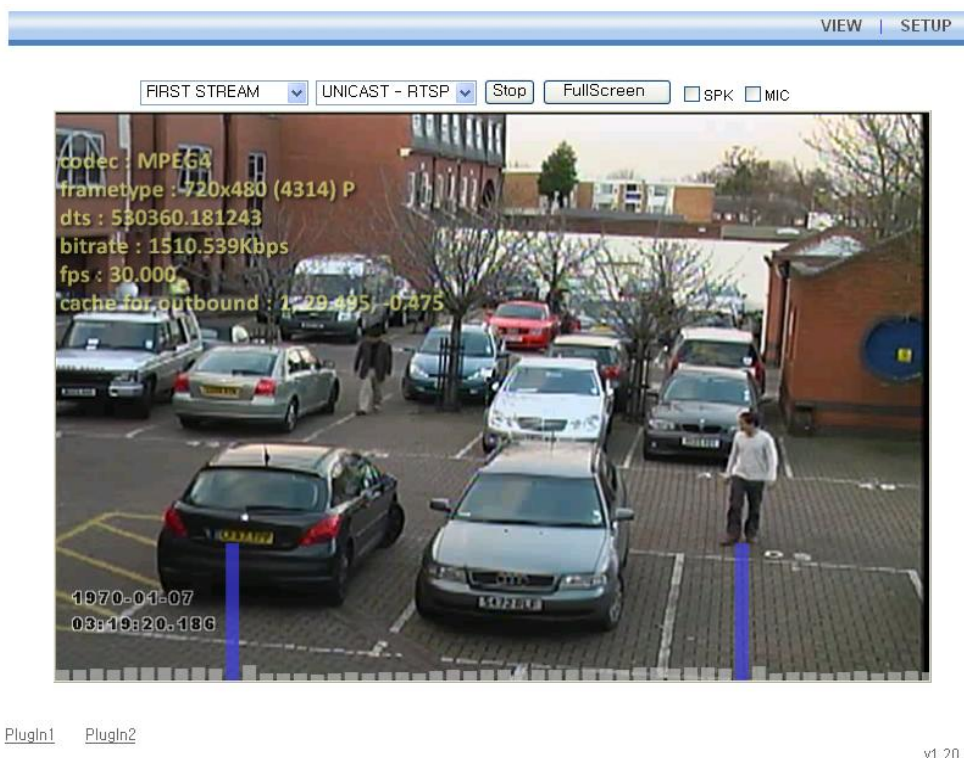 VIEW | SETUP
FIRST STREAM UNICAST - RTSP Stop FullScreen SPK MIC
codec : MPEG4
frametype : 720x480 (4314) P
dts : 530360.181243
bitrate : 1510.539Kbps
fps : 30.000
cache for outbound : 1, 29.495, -0.475
1970-01-07
03:19:20.186
PlugIn1 PlugIn2
v1.20